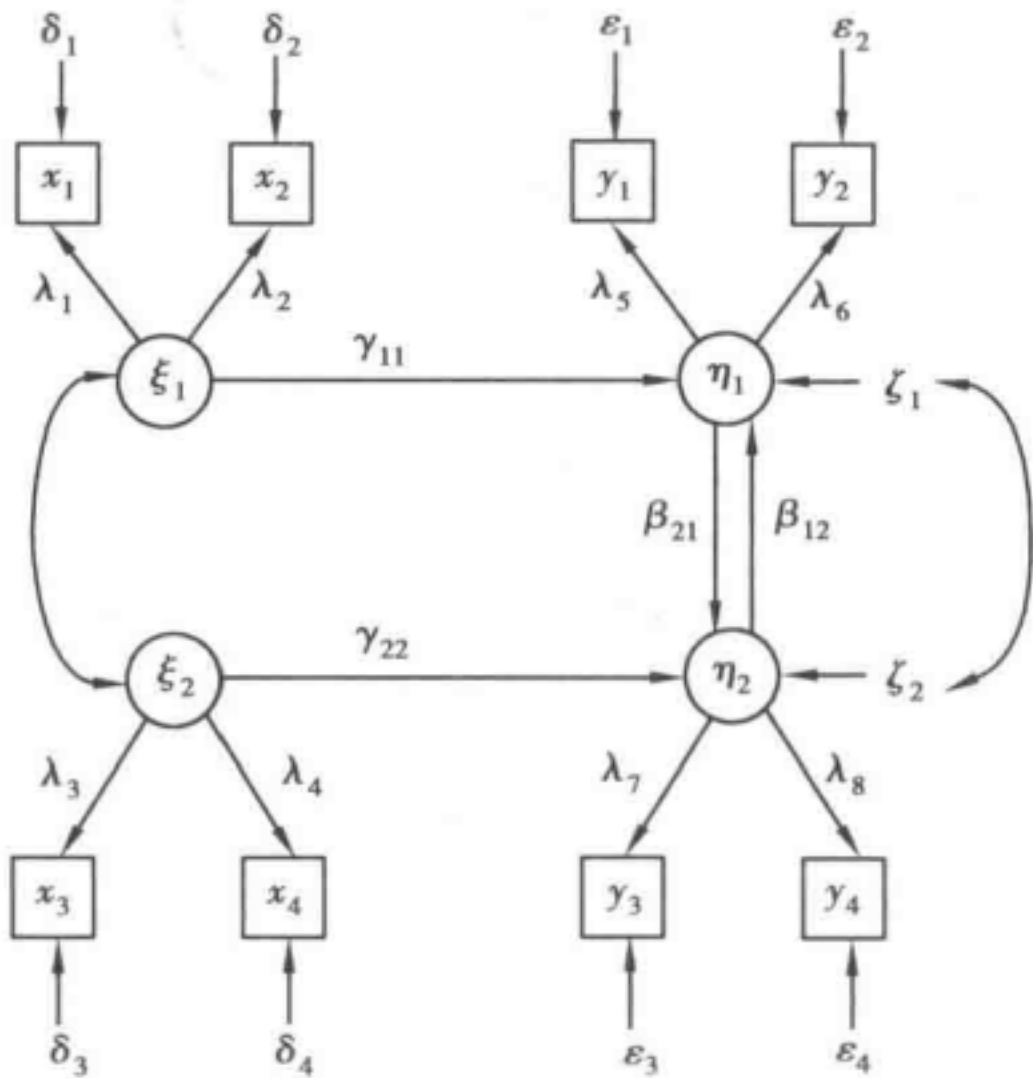 δ₁ δ₂ ε₁ ε₂
x₁ x₂ y₁ y₂
λ₁ λ₂ λ₅ λ₆
γ₁₁
ξ₁ η₁ ζ₁
β₂₁ β₁₂
γ₂₂
ξ₂ η₂ ζ₂
λ₃ λ₄ λ₇ λ₈
x₃ x₄ y₃ y₄
δ₃ δ₄ ε₃ ε₄